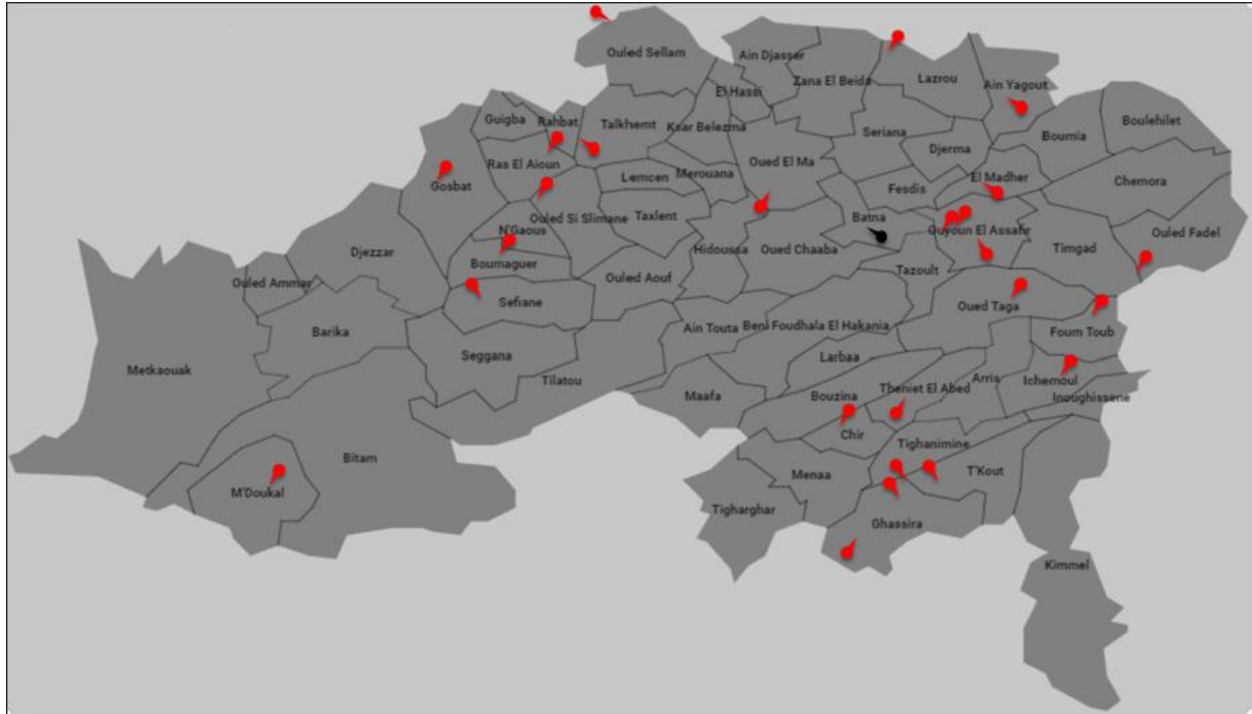 Ouled Sellam
Ain Djasser
Zana El Beida
Lazrou
Ain Yagout
El Hassi
Guigba
Rahbat
Talkhemt
Ksar Belezma
Seriana
Boumia
Boulehilet
Djerma
Ras El Aioun
Oued El Ma
Gosbat
Lemcen
Merouana
Fesdis
El Madher
Chemora
Ouled Si Slimane
Taxlent
Batna
N'Gaous
Guyoun El Assafir
Ouled Fadel
Djezzar
Hidoussa
Oued Chaaba
Timgad
Boumaguer
Tazoult
Ouled Ammar
Ouled Aouf
Sefiane
Oued Taga
Barika
Ain Touta
Beni Foudhala El Hakania
Foum Toub
Seggana
Larbaa
Metkaouak
Tilatou
Arris
Ichemoul
Maafa
Bouzina
Theniet El Abed
Inoughissene
Chir
Tighanimine
Bitam
Menaa
T'Kout
M'Doukal
Tigharghar
Ghassira
Kimmel